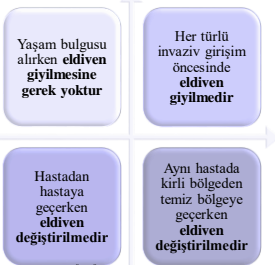 Yaşam bulgusu
alırken eldiven
giyilmesine
gerek yoktur
Her türlü
invaziv girişim
öncesinde
eldiven
giyilmedir
Hastadan
hastaya
geçerken
eldiven
değiştirilmedir
Aynı hastada
kirli bölgeden
temiz bölgeye
geçerken
eldiven
değiştirilmedir